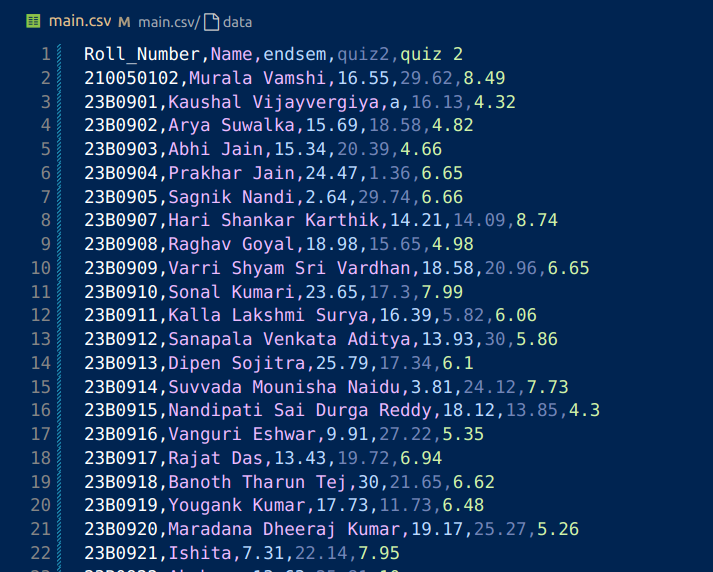 main.csv M main.csv/ data
1 Roll_Number,Name,endsem,quiz2,quiz 2
2 210050102,Murala Vamshi,16.55,29.62,8.49
3 23B0901,Kaushal Vijayvergiya,a,16.13,4.32
4 23B0902,Arya Suwalka,15.69,18.58,4.82
5 23B0903,Abhi Jain,15.34,20.39,4.66
6 23B0904,Prakhar Jain,24.47,1.36,6.65
7 23B0905,Sagnik Nandi,2.64,29.74,6.66
8 23B0907,Hari Shankar Karthik,14.21,14.09,8.74
9 23B0908,Raghav Goyal,18.98,15.65,4.98
10 23B0909,Varri Shyam Sri Vardhan,18.58,20.96,6.65
11 23B0910,Sonal Kumari,23.65,17.3,7.99
12 23B0911,Kalla Lakshmi Surya,16.39,5.82,6.06
13 23B0912,Sanapala Venkata Aditya,13.93,30,5.86
14 23B0913,Dipen Sojitra,25.79,17.34,6.1
15 23B0914,Suvvada Mounisha Naidu,3.81,24.12,7.73
16 23B0915,Nandipati Sai Durga Reddy,18.12,13.85,4.3
17 23B0916,Vanguri Eshwar,9.91,27.22,5.35
18 23B0917,Rajat Das,13.43,19.72,6.94
19 23B0918,Banoth Tharun Tej,30,21.65,6.62
20 23B0919,Yougank Kumar,17.73,11.73,6.48
21 23B0920,Maradana Dheeraj Kumar,19.17,25.27,5.26
22 23B0921,Ishita,7.31,22.14,7.95